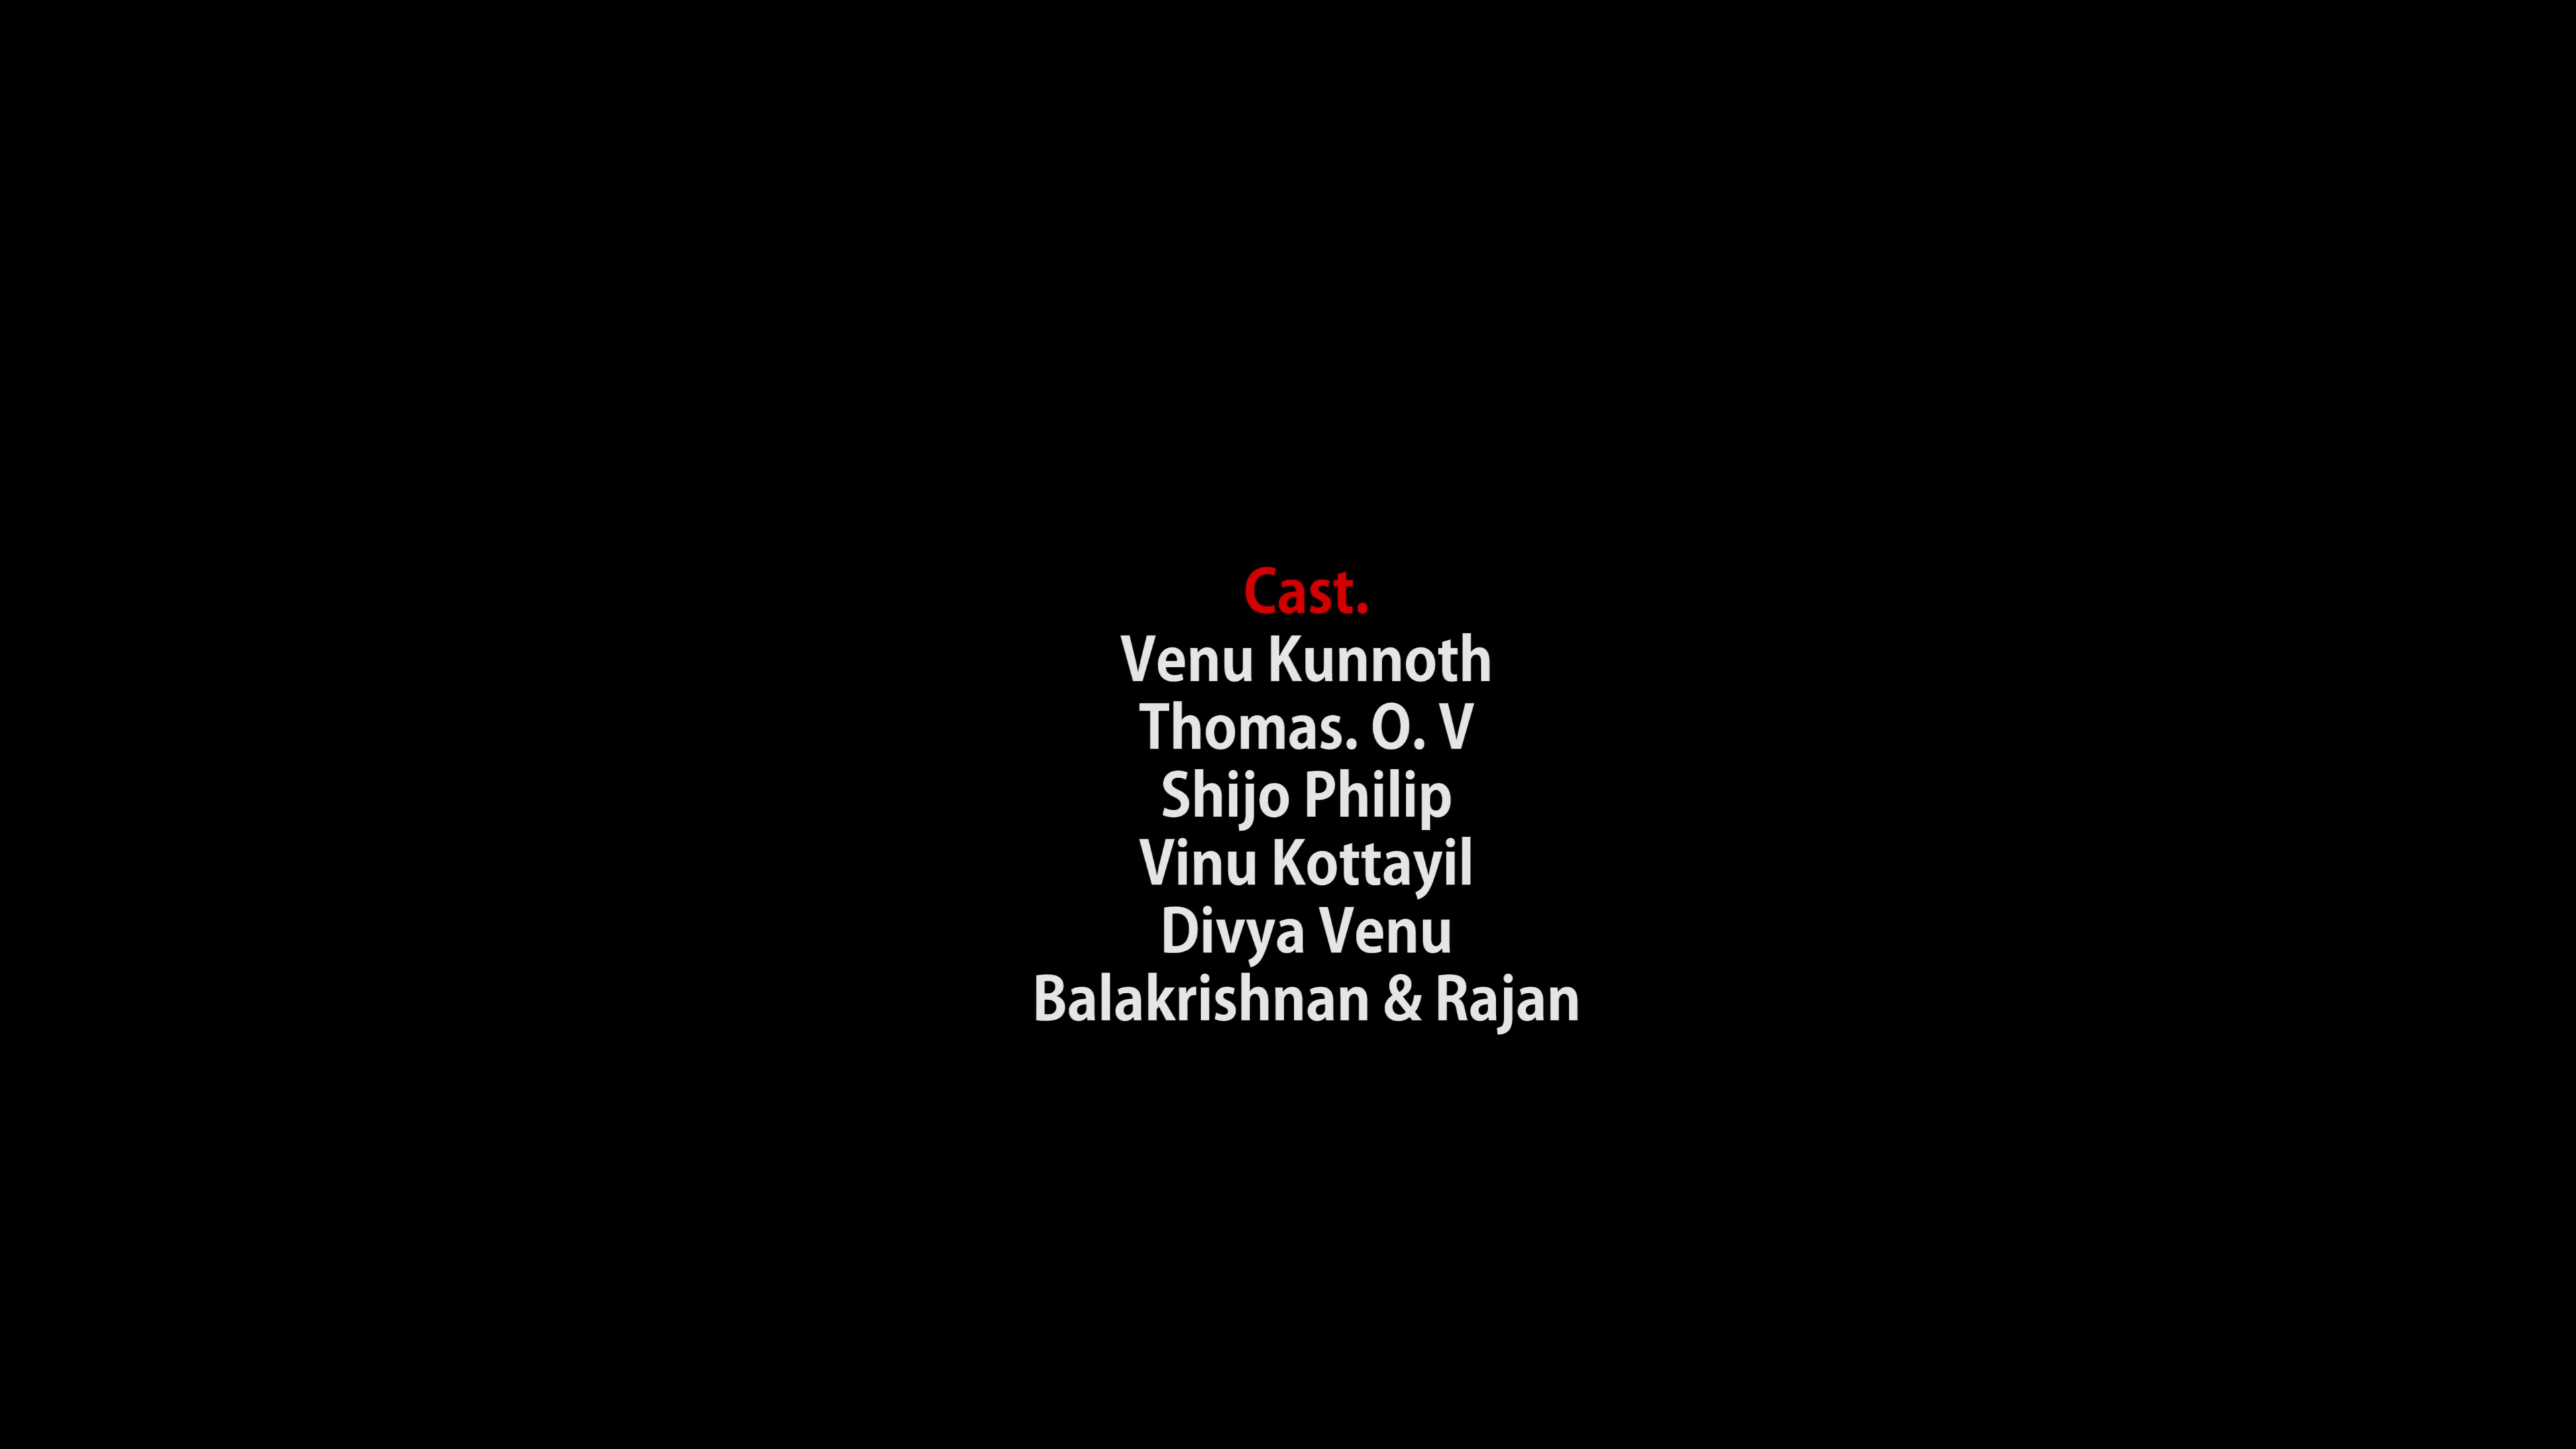 Cast.
Venu Kunnoth
Thomas. O. V
Shijo Philip
Vinu Kottayil
Divya Venu
Balakrishnan & Rajan